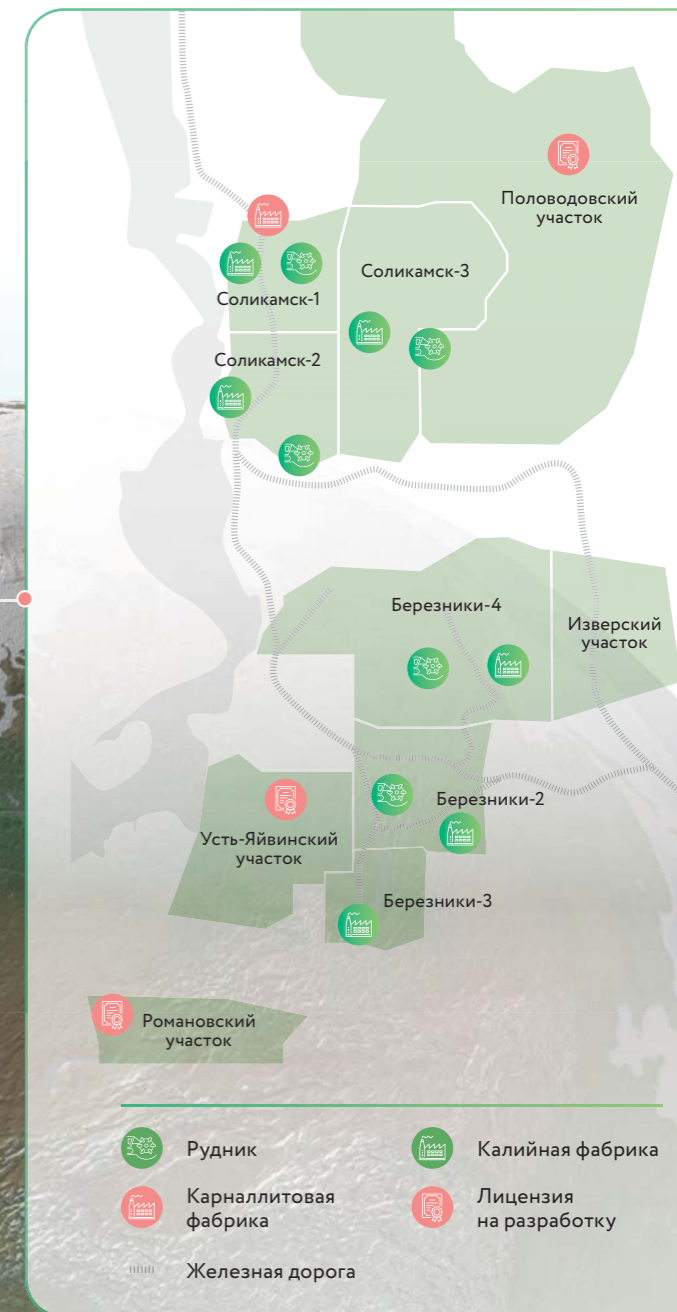 Половодовский
участок
Соликамск-3
Соликамск-1
Соликамск-2
Березники-4
Изверский
участок
Березники-2
Усть-Яйвинский
участок
Березники-3
Романовский
участок
Рудник
Калийная фабрика
Карналлитовая
фабрика
Лицензия
на разработку
Железная дорога